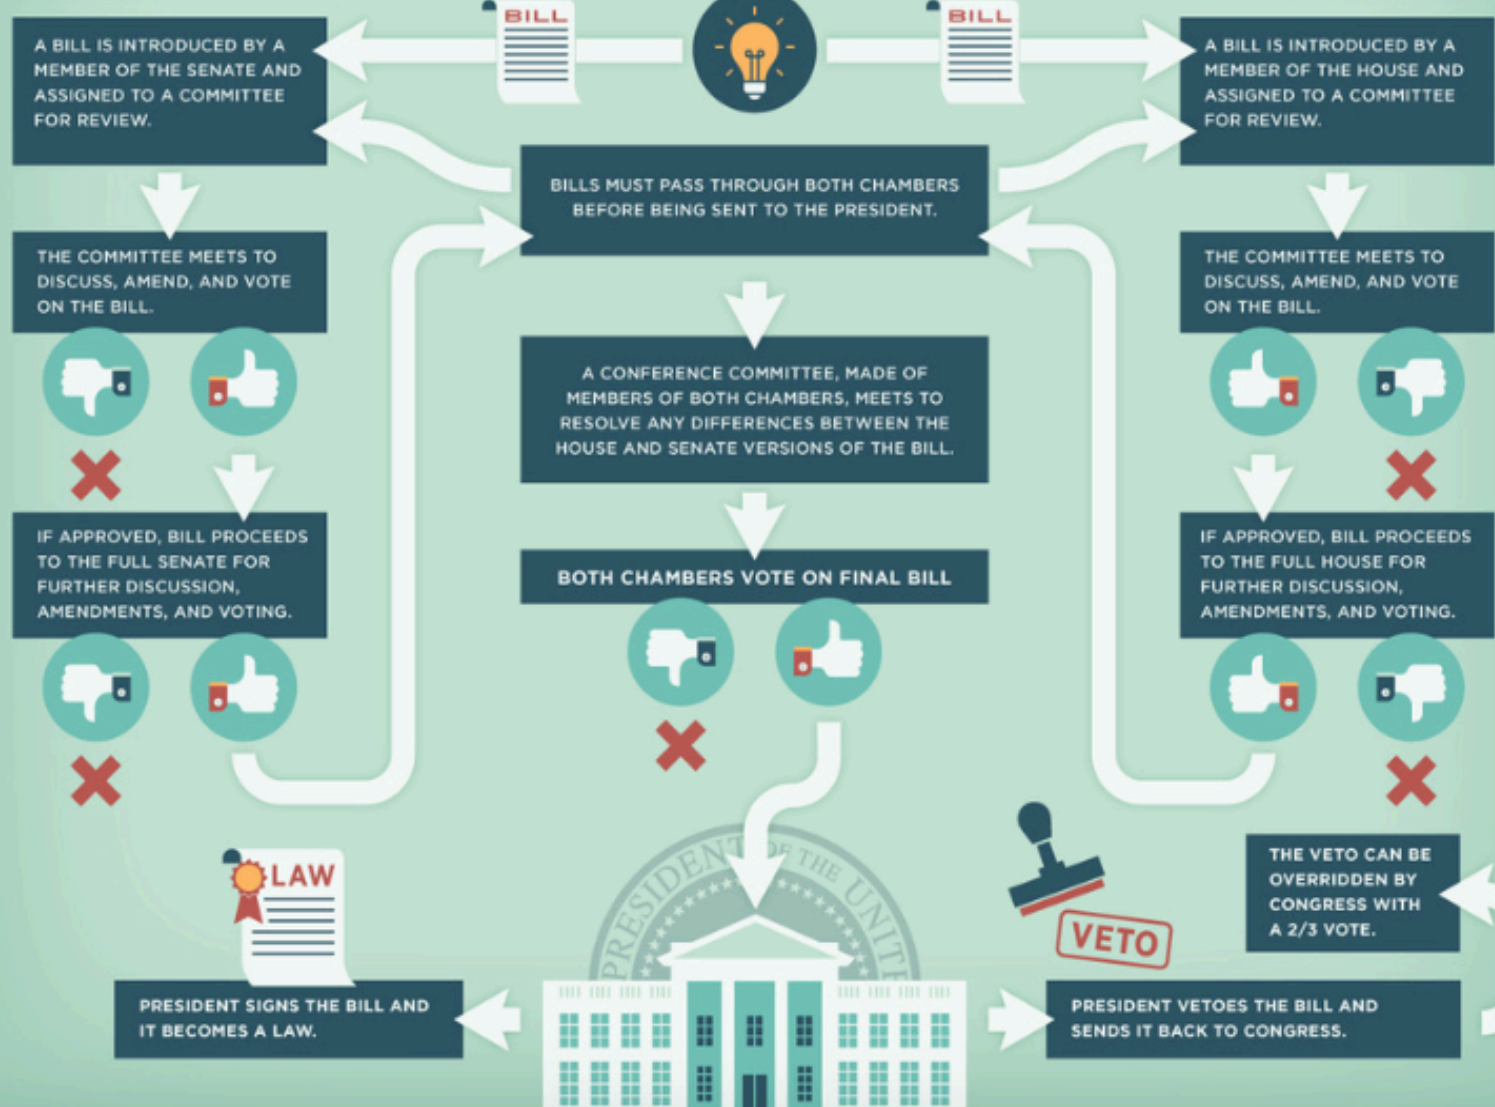 BILL
BILL
A BILL IS INTRODUCED BY A
MEMBER OF THE SENATE AND
ASSIGNED TO A COMMITTEE
FOR REVIEW.
A BILL IS INTRODUCED BY A
MEMBER OF THE HOUSE AND
ASSIGNED TO A COMMITTEE
FOR REVIEW.
BILLS MUST PASS THROUGH BOTH CHAMBERS
BEFORE BEING SENT TO THE PRESIDENT.
THE COMMITTEE MEETS TO
DISCUSS, AMEND, AND VOTE
ON THE BILL.
THE COMMITTEE MEETS TO
DISCUSS, AMEND, AND VOTE
ON THE BILL.
A CONFERENCE COMMITTEE, MADE OF
MEMBERS OF BOTH CHAMBERS, MEETS TO
RESOLVE ANY DIFFERENCES BETWEEN THE
HOUSE AND SENATE VERSIONS OF THE BILL.
IF APPROVED, BILL PROCEEDS
TO THE FULL SENATE FOR
FURTHER DISCUSSION,
AMENDMENTS, AND VOTING.
BOTH CHAMBERS VOTE ON FINAL BILL
IF APPROVED, BILL PROCEEDS
TO THE FULL HOUSE FOR
FURTHER DISCUSSION,
AMENDMENTS, AND VOTING.
LAW
PRESIDENT OF THE UNITE
VETO
THE VETO CAN BE
OVERRIDDEN BY
CONGRESS WITH
A 2/3 VOTE.
PRESIDENT SIGNS THE BILL AND
IT BECOMES A LAW.
PRESIDENT VETOES THE BILL AND
SENDS IT BACK TO CONGRESS.